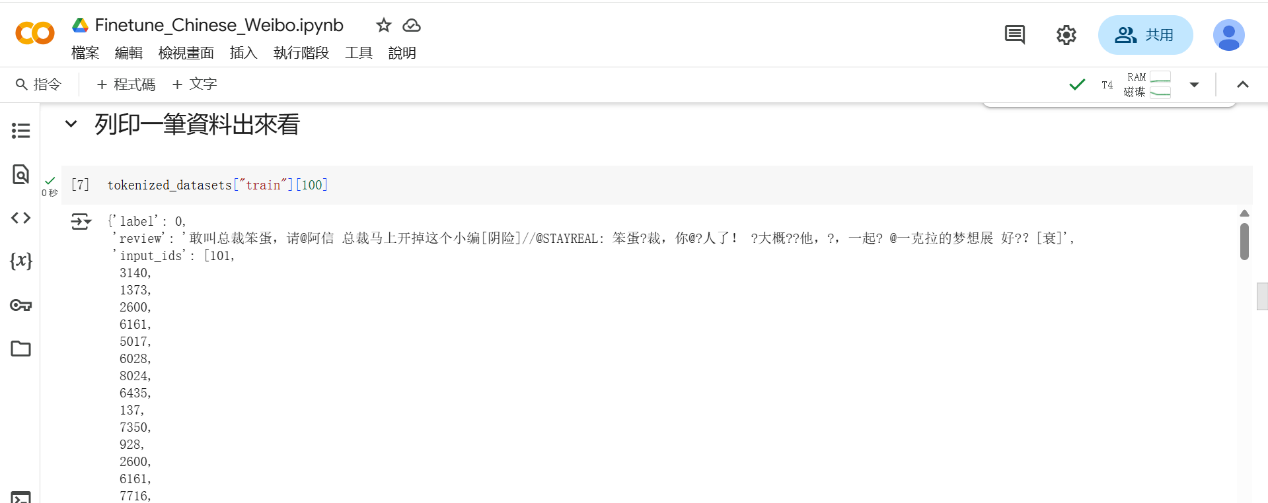 Finetune_Chinese_Weibo.ipynb
檔案 編輯 檢視畫面 插入 執行階段 工具 說明
共用
指令 + 程式碼 + 文字
T4 RAM 磁碟
列印一筆資料出來看
[7] tokenized_datasets["train"][100]
0 秒
{'label': 0,
'review': '敢叫总裁笨蛋，请@阿信 总裁马上开掉这个小编[阴险]//@STAYREAL: 笨蛋?裁，你@?人了！ ?大概??他，?，一起? @一克拉的梦想展 好??[衰]',
'input_ids': [101,
3140,
1373,
2600,
6161,
5017,
6028,
8024,
6435,
137,
7350,
928,
2600,
6161,
7716,